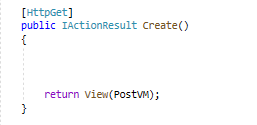 [HttpGet]
public IActionResult Create()
{
return View(PostVM);
}